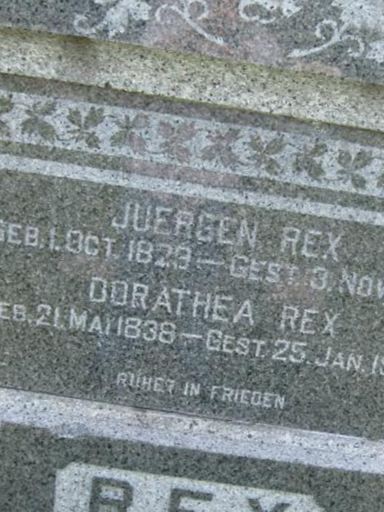 JUERGEN REX
GEB. 1. OCT. 1829 — GEST. 3. NOV
DORATHEA REX
EB. 21. MAI 1838 — GEST. 25. JAN. 1
RUHET IN FRIEDEN
REX